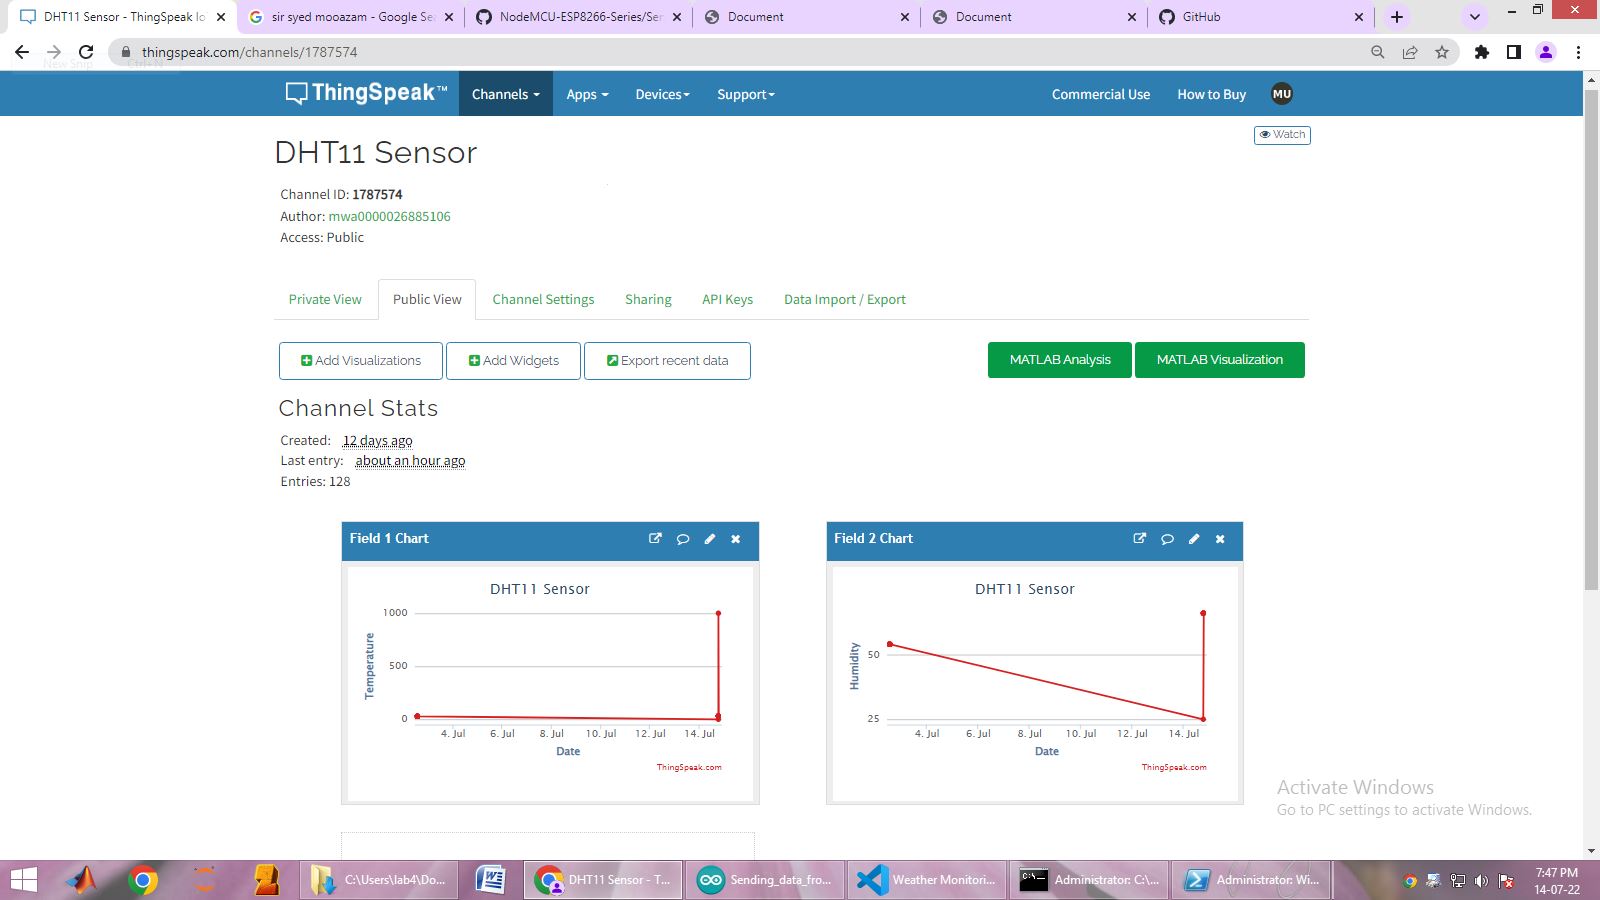 DHT11 Sensor - ThingSpeak Io
sir syed mooazam - Google Sea
NodeMCU-ESP8266-Series/Sen
Document
Document
GitHub
thingspeak.com/channels/1787574
New Snip Ctrl+N
ThingSpeak™
Channels
Apps
Devices
Support
Commercial Use
How to Buy
MU
Watch
DHT11 Sensor
Channel ID: 1787574
Author: mwa0000026885106
Access: Public
Private View
Public View
Channel Settings
Sharing
API Keys
Data Import / Export
Add Visualizations
Add Widgets
Export recent data
MATLAB Analysis
MATLAB Visualization
Channel Stats
Created: 12 days ago
Last entry: about an hour ago
Entries: 128
Field 1 Chart
DHT11 Sensor
Temperature
1000
500
0
4. Jul 6. Jul 8. Jul 10. Jul 12. Jul 14. Jul
Date
ThingSpeak.com
Field 2 Chart
DHT11 Sensor
Humidity
50
25
4. Jul 6. Jul 8. Jul 10. Jul 12. Jul 14. Jul
Date
ThingSpeak.com
Activate Windows
Go to PC settings to activate Windows.
C:\Users\lab4\Do...
DHT11 Sensor - T...
Sending_data_fro...
Weather Monitori...
Administrator: C:\...
Administrator: Wi...
7:47 PM
14-07-22